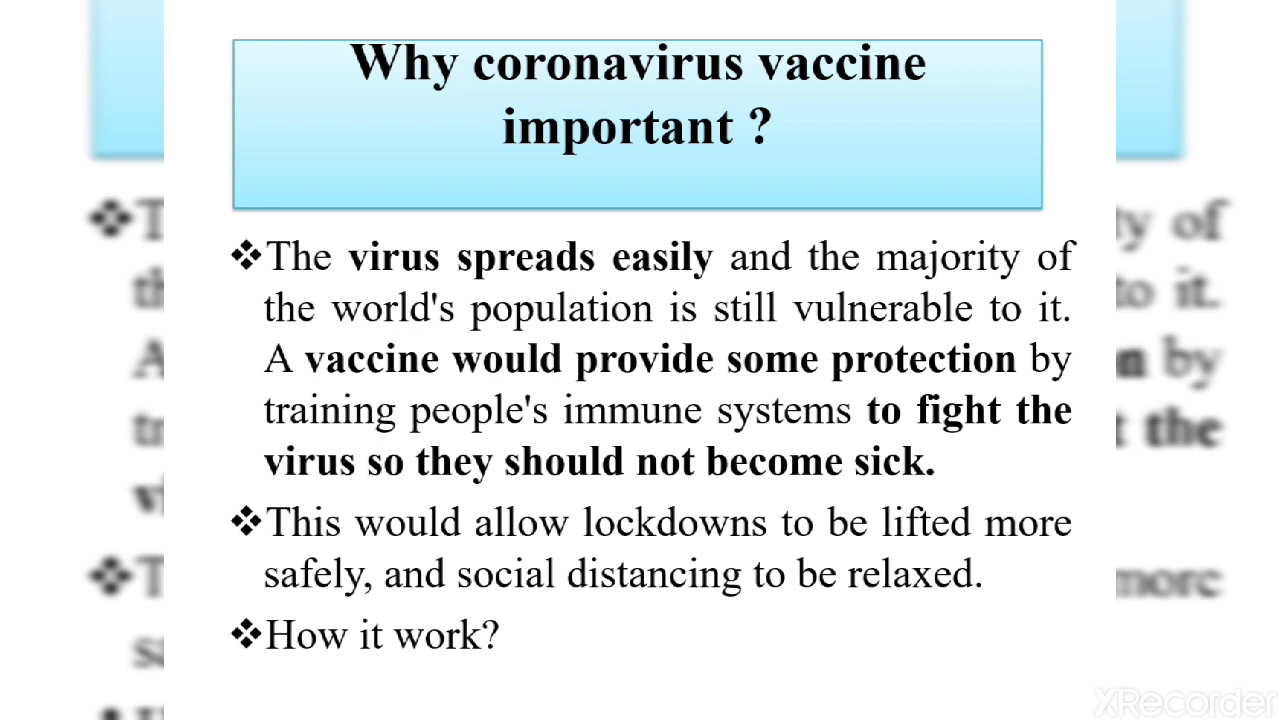 Why coronavirus vaccine
important ?
❖The virus spreads easily and the majority of
the world's population is still vulnerable to it.
A vaccine would provide some protection by
training people's immune systems to fight the
virus so they should not become sick.
❖This would allow lockdowns to be lifted more
safely, and social distancing to be relaxed.
❖How it work?
XRecorder